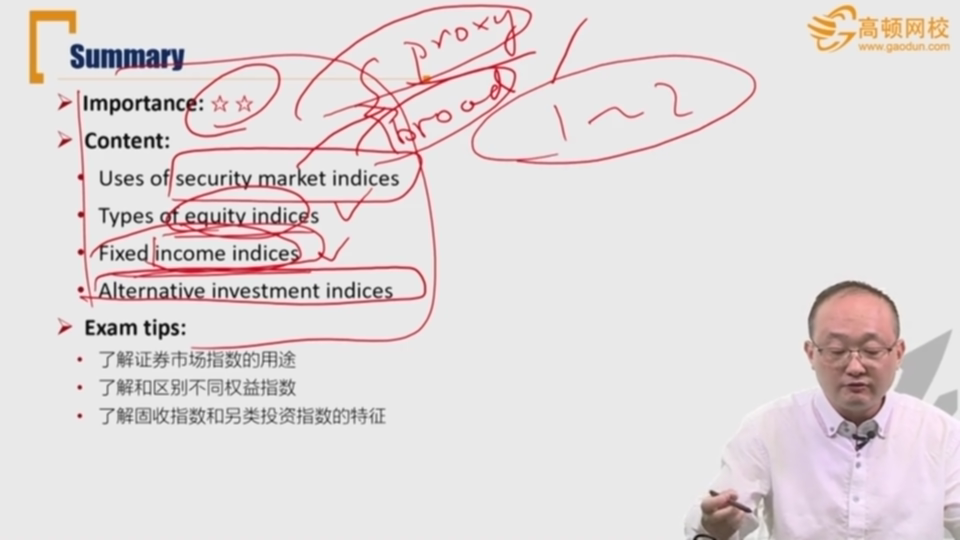 高顿网校
www.gaodun.com
Summary
proxy
broad
1~2
Importance: ☆☆
Content:
Uses of security market indices
Types of equity indices
Fixed income indices
Alternative investment indices
Exam tips:
了解证券市场指数的用途
了解和区别不同权益指数
了解固收指数和另类投资指数的特征